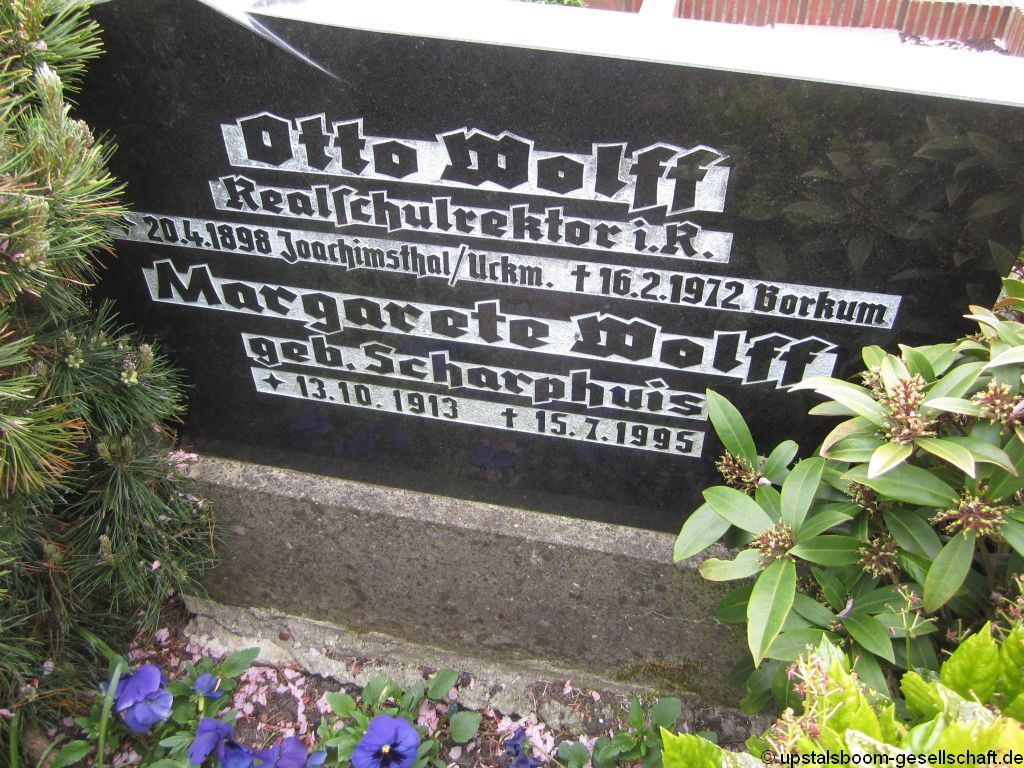 Otto Wolff
Realschulrektor i.R.
20.4.1898 Joachimsthal/Uckm. † 16.2.1972 Borkum
Margarete Wolff
geb. Scharphuis
✦ 13.10.1913 † 15.7.1995
© upstalsboom-gesellschaft.de